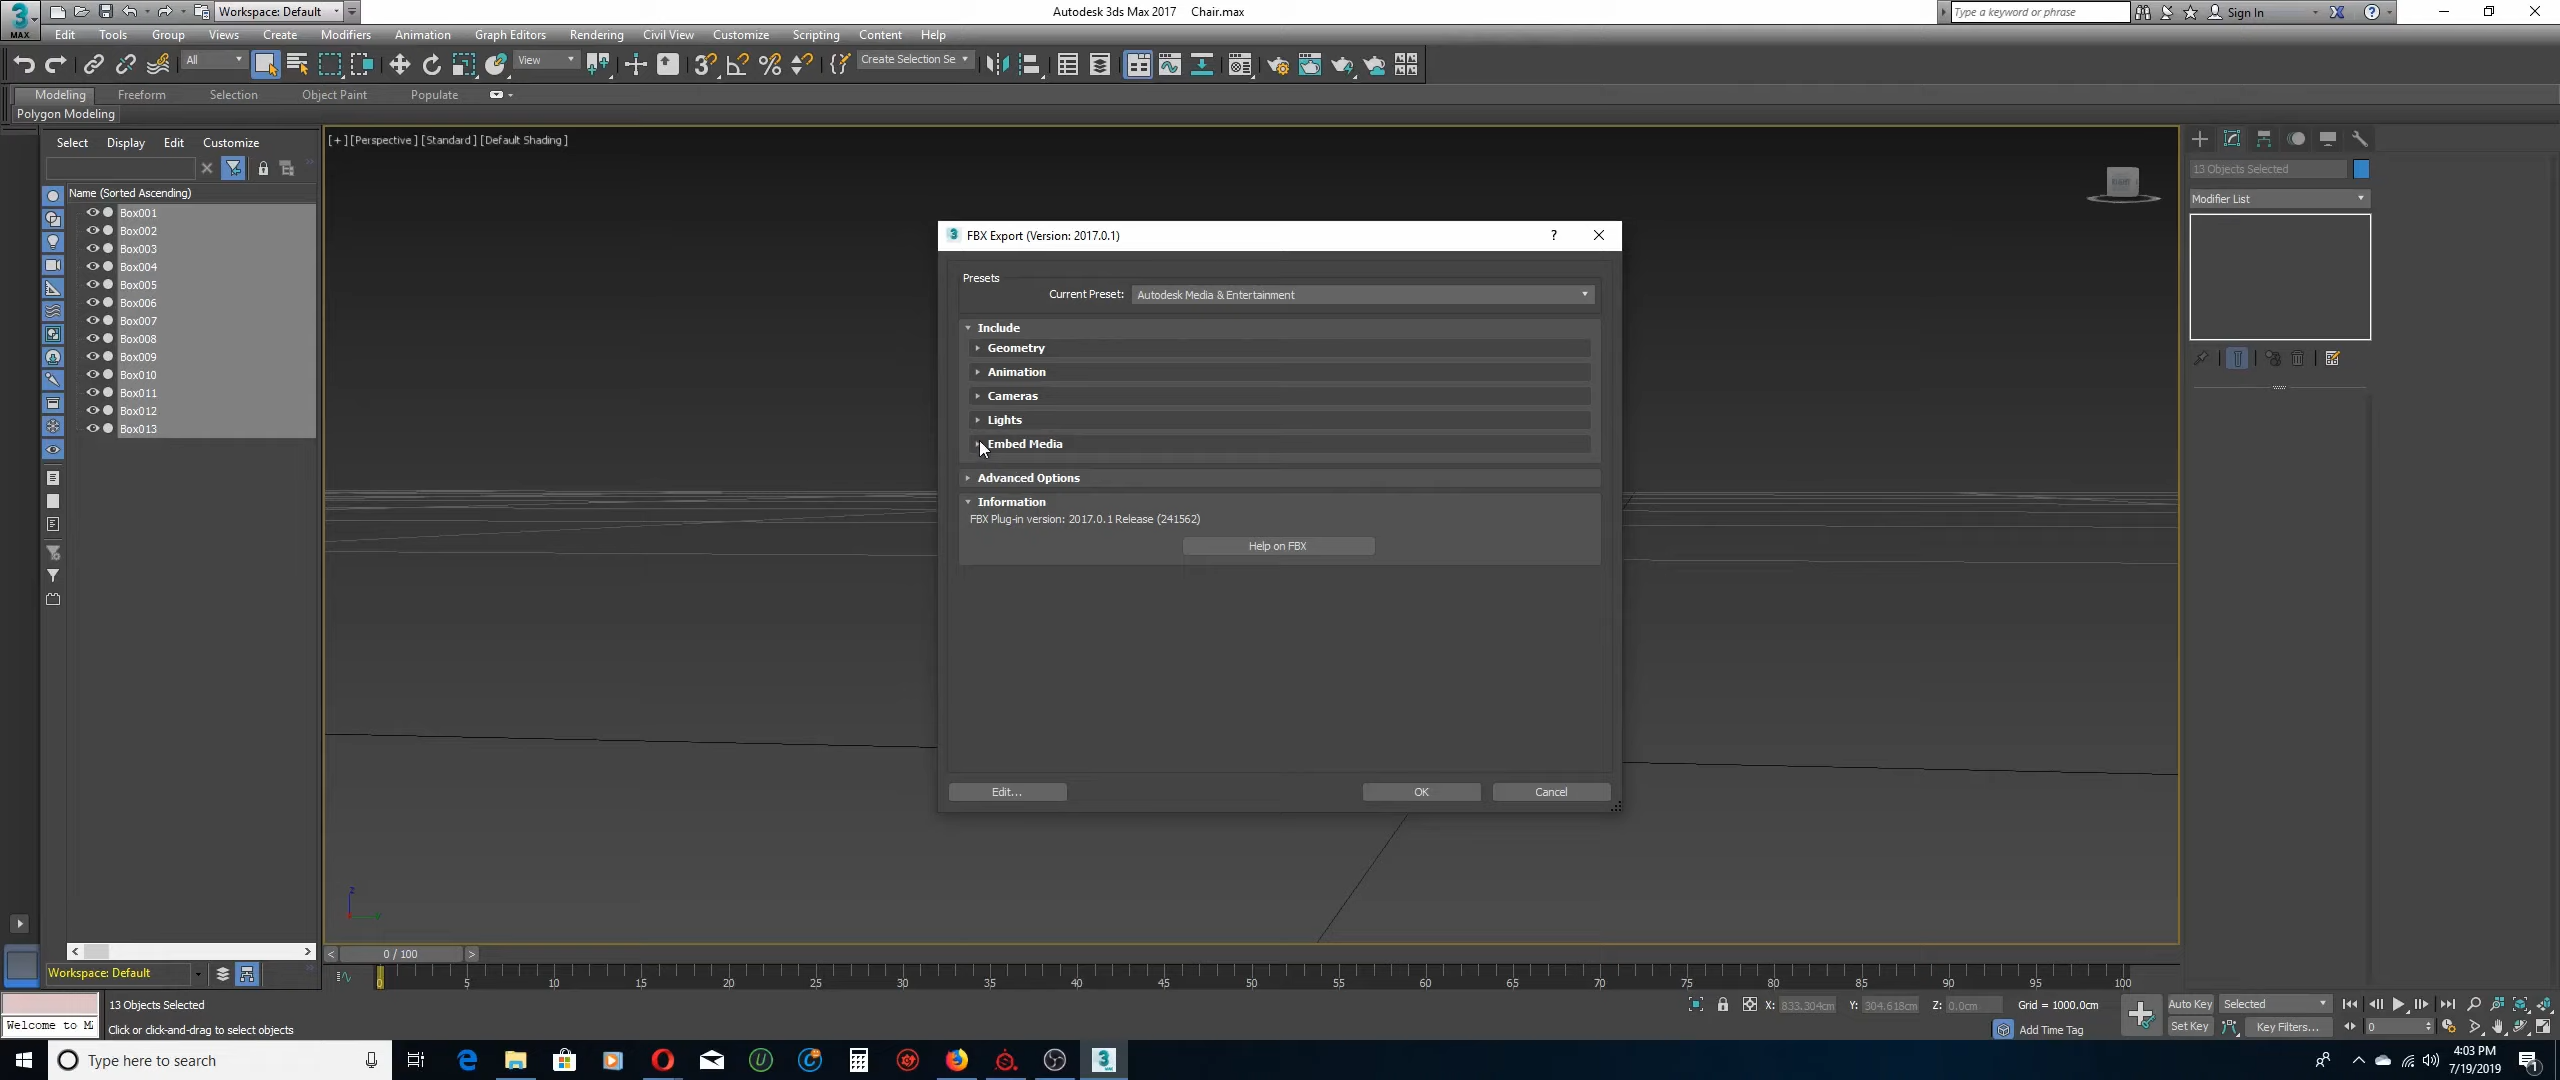 Workspace: Default
Autodesk 3ds Max 2017 Chair.max
Type a keyword or phrase
Sign In
MAX
Edit Tools Group Views Create Modifiers Animation Graph Editors Rendering Civil View Customize Scripting Content Help
All
View
Create Selection Se
Modeling Freeform Selection Object Paint Populate
Polygon Modeling
Select Display Edit Customize
Name (Sorted Ascending)
Box001
Box002
Box003
Box004
Box005
Box006
Box007
Box008
Box009
Box010
Box011
Box012
Box013
[+] [Perspective ] [Standard ] [Default Shading ]
FBX Export (Version: 2017.0.1)
Presets
Current Preset: Autodesk Media & Entertainment
Include
Geometry
Animation
Cameras
Lights
Embed Media
Advanced Options
Information
FBX Plug-in version: 2017.0.1 Release (241562)
Help on FBX
Edit... OK Cancel
13 Objects Selected
Modifier List
z
Workspace: Default
0 / 100
0 5 10 15 20 25 30 35 40 45 50 55 60 65 70 75 80 85 90 95 100
13 Objects Selected
X: 833.304cm Y: 304.618cm Z: 0.0cm Grid = 1000.0cm
Auto Key Selected
Welcome to Mi
Click or click-and-drag to select objects
Add Time Tag
Set Key Key Filters...
0
Type here to search
4:03 PM
7/19/2019
1